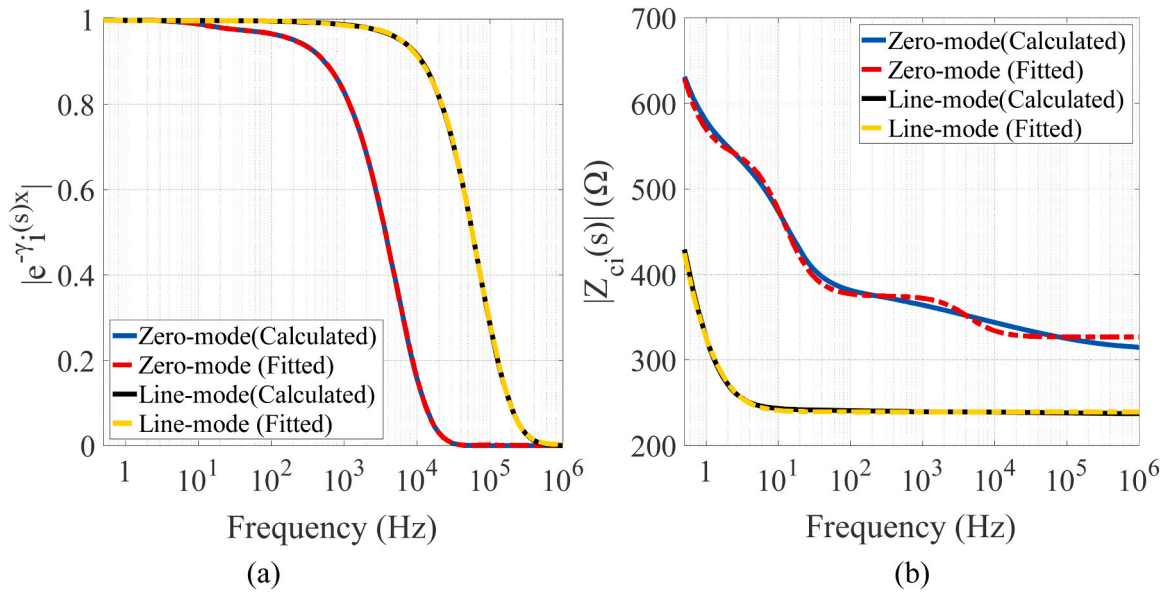 1
0.8
0.6
0.4
0.2
0
|e^-γi(s)x|
Zero-mode(Calculated)
Zero-mode (Fitted)
Line-mode(Calculated)
Line-mode (Fitted)
1 10^1 10^2 10^3 10^4 10^5 10^6
Frequency (Hz)
(a)
700
600
500
400
300
200
|Z_ci(s)| (Ω)
Zero-mode(Calculated)
Zero-mode (Fitted)
Line-mode(Calculated)
Line-mode (Fitted)
1 10^1 10^2 10^3 10^4 10^5 10^6
Frequency (Hz)
(b)